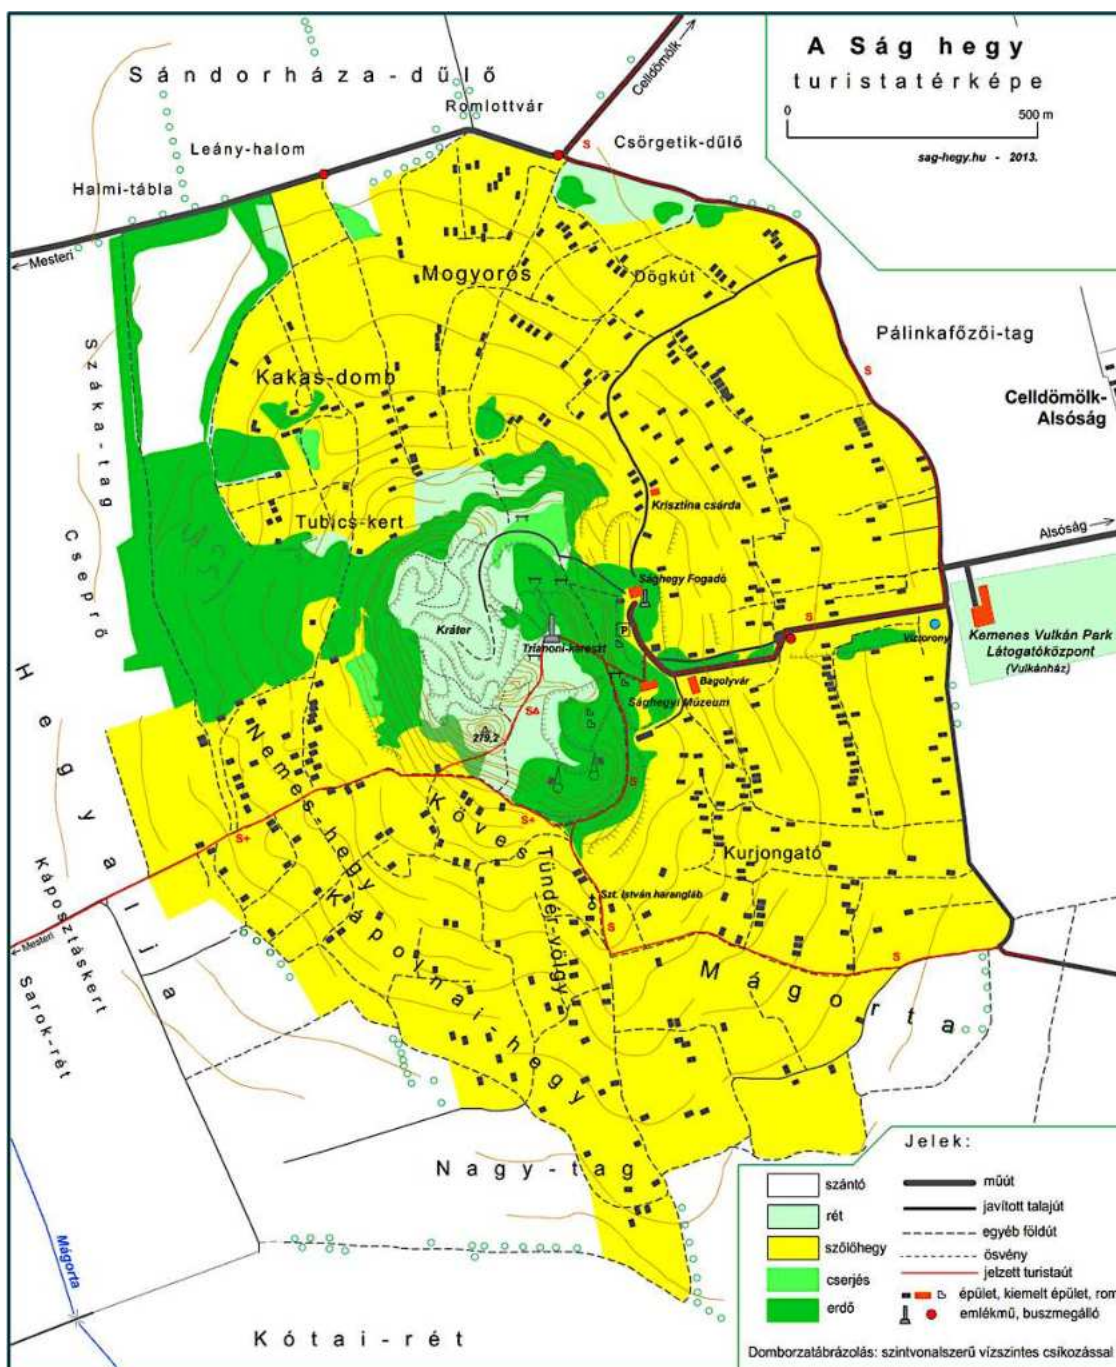 A Ság hegy
turistatérképe
0 500 m
sag-hegy.hu - 2013.
Sándorháza-dűlő
Celldömölk
Romlottvár
S
Csörgetik-dűlő
Leány-halom
Halmi-tábla
Mesteri
Mogyorós
Dögkút
Pálinkafőzői-tag
S
Száka-tag
Kakas-domb
Celldömölk-
Alsóság
Krisztina csárda
Tubics-kert
Cseprő
Alsóság
Sághegy Fogadó
S
Kráter
P
Trianoni-kereszt
Víztorony
Kemenes Vulkán Park
Látogatóközpont
(Vulkánház)
Bagolyvár
Sághegyi Múzeum
Hegyalja
SΔ
279,2
Nemes-hegy
S
Köves
S+
S+
Kurjongató
Tündér-völgy
Káposztáskert
Kápolnai-hegy
Szt. István harangláb
S
Mesteri
S
Mágorta
Sarok-rét
Nagy-tag
Mágorta
Kótai-rét
Jelek:
szántó
rét
szőlőhegy
cserjés
erdő
műút
javított talajút
egyéb földút
ösvény
jelzett turistaút
épület, kiemelt épület, rom
emlékmű, buszmegálló
Domborzatábrázolás: szintvonalszerű vízszintes csíkozással